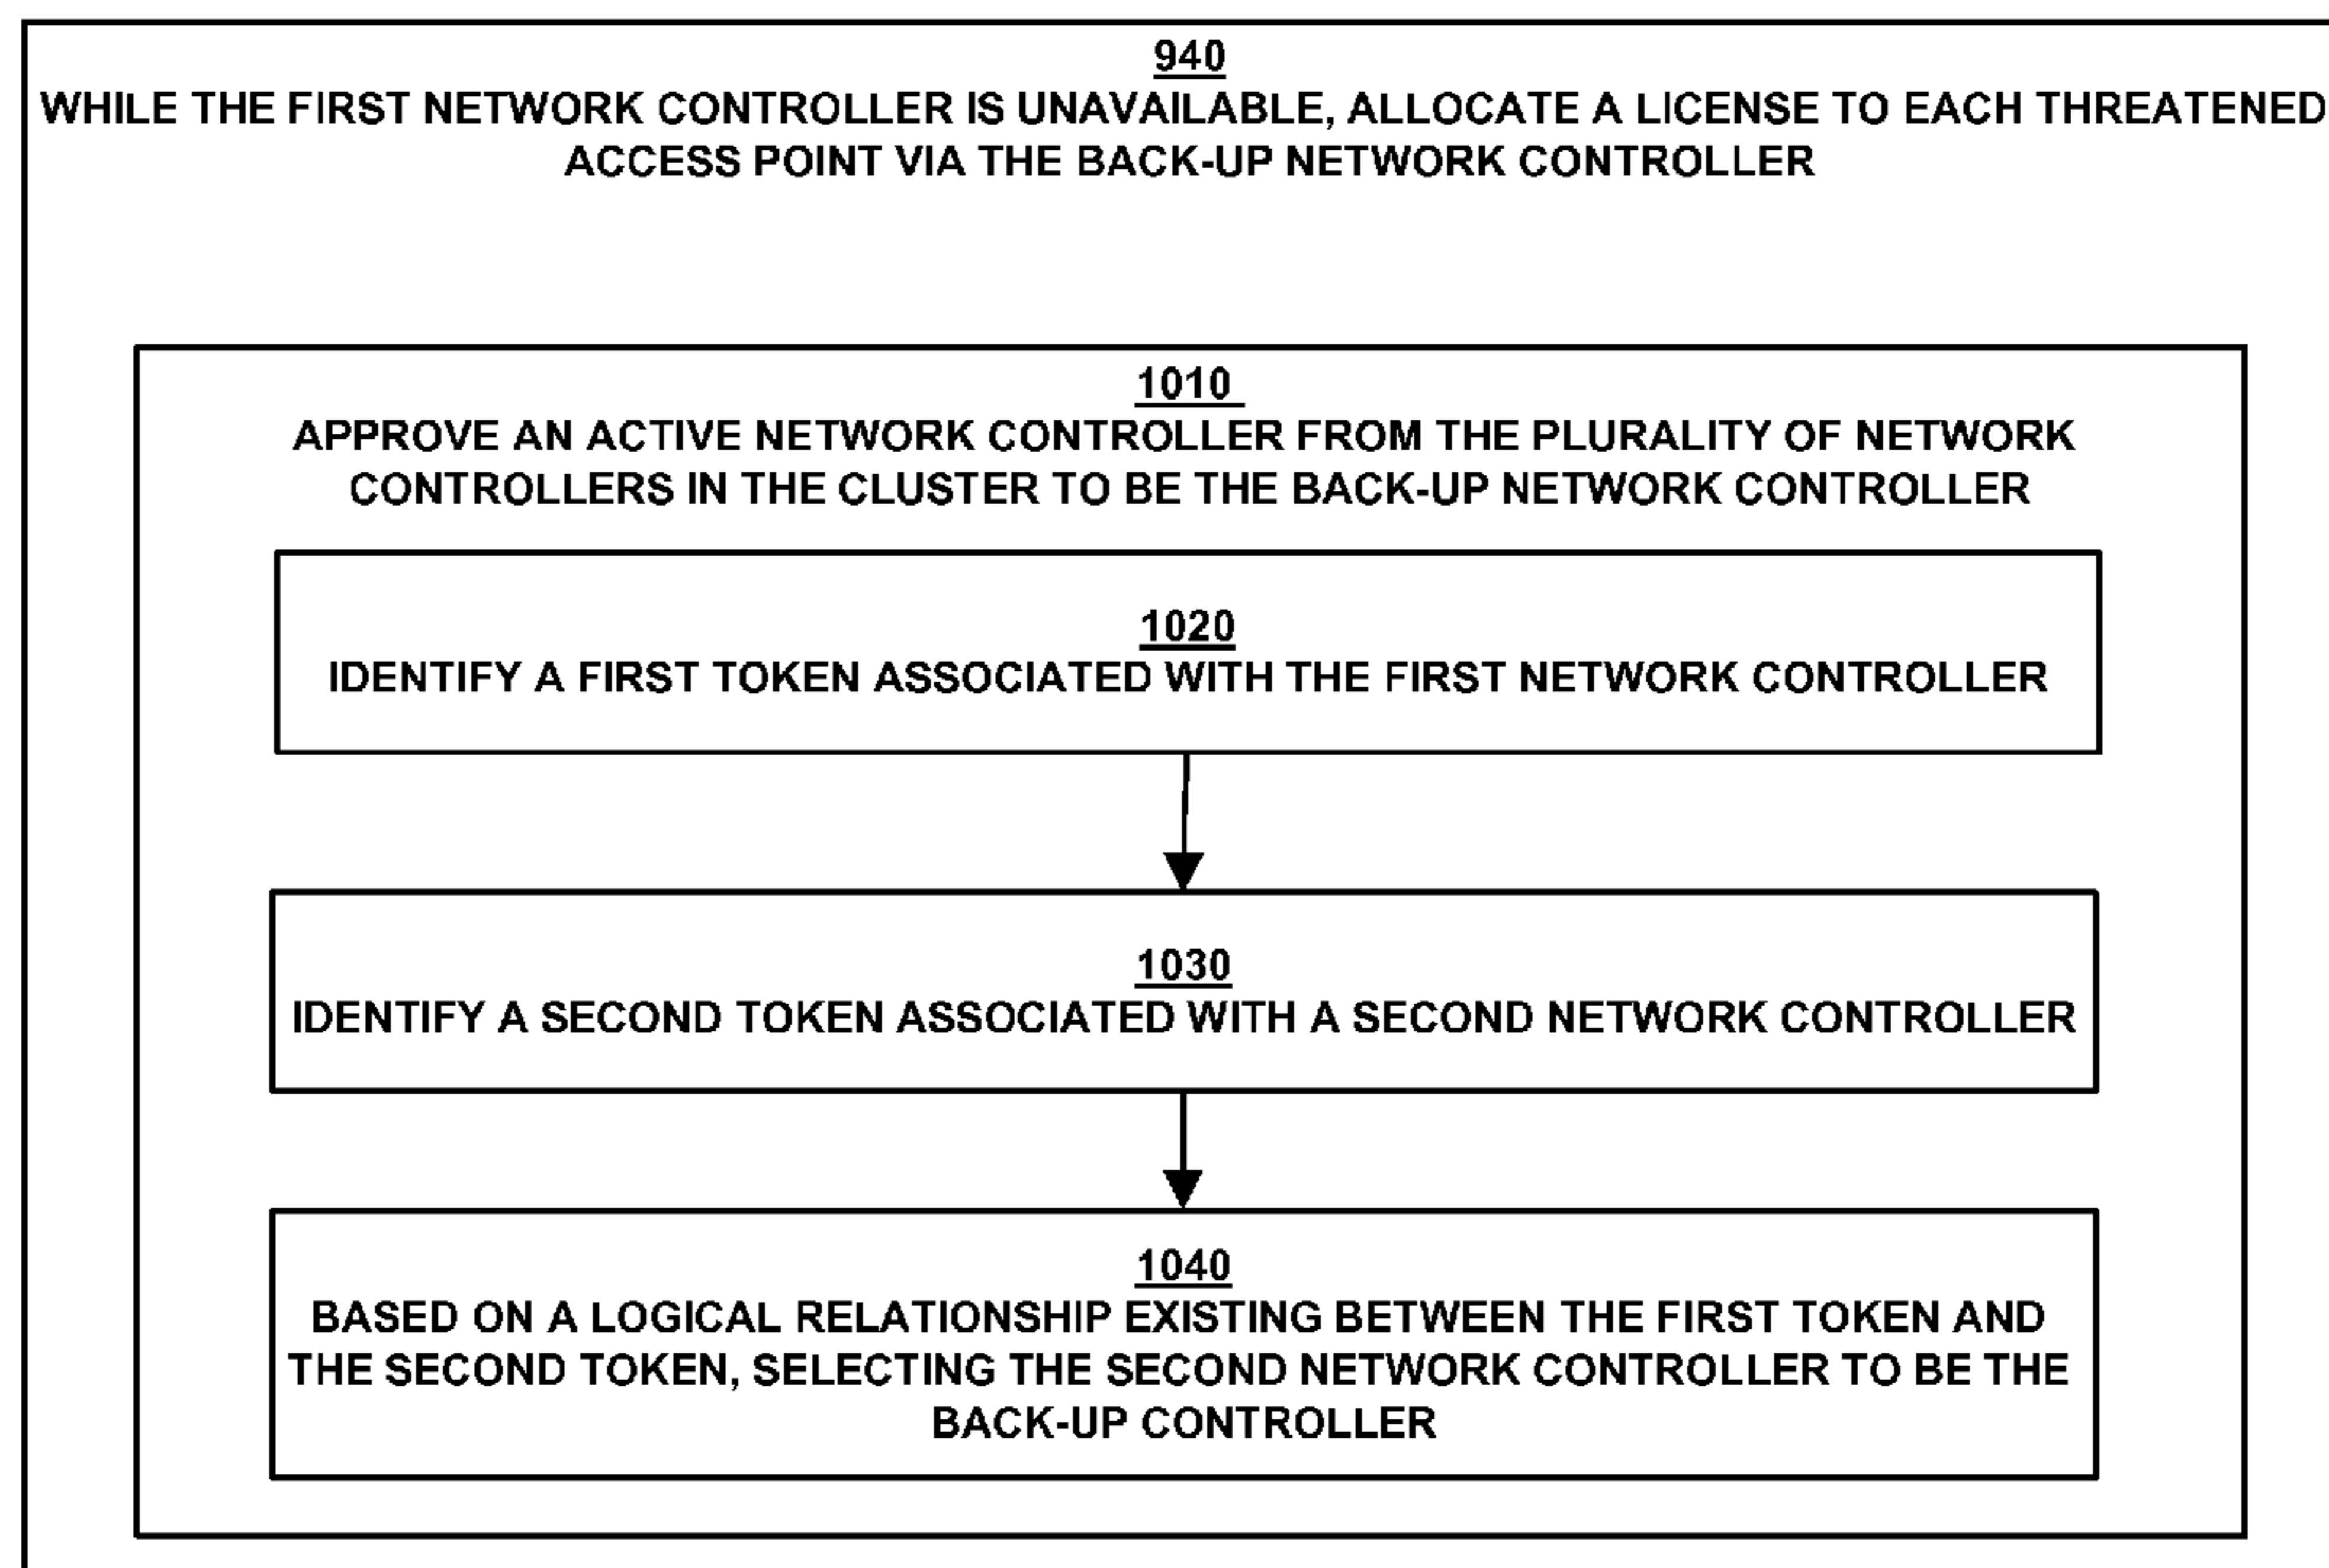 940
WHILE THE FIRST NETWORK CONTROLLER IS UNAVAILABLE, ALLOCATE A LICENSE TO EACH THREATENED
ACCESS POINT VIA THE BACK-UP NETWORK CONTROLLER
1010
APPROVE AN ACTIVE NETWORK CONTROLLER FROM THE PLURALITY OF NETWORK
CONTROLLERS IN THE CLUSTER TO BE THE BACK-UP NETWORK CONTROLLER
1020
IDENTIFY A FIRST TOKEN ASSOCIATED WITH THE FIRST NETWORK CONTROLLER
1030
IDENTIFY A SECOND TOKEN ASSOCIATED WITH A SECOND NETWORK CONTROLLER
1040
BASED ON A LOGICAL RELATIONSHIP EXISTING BETWEEN THE FIRST TOKEN AND
THE SECOND TOKEN, SELECTING THE SECOND NETWORK CONTROLLER TO BE THE
BACK-UP CONTROLLER